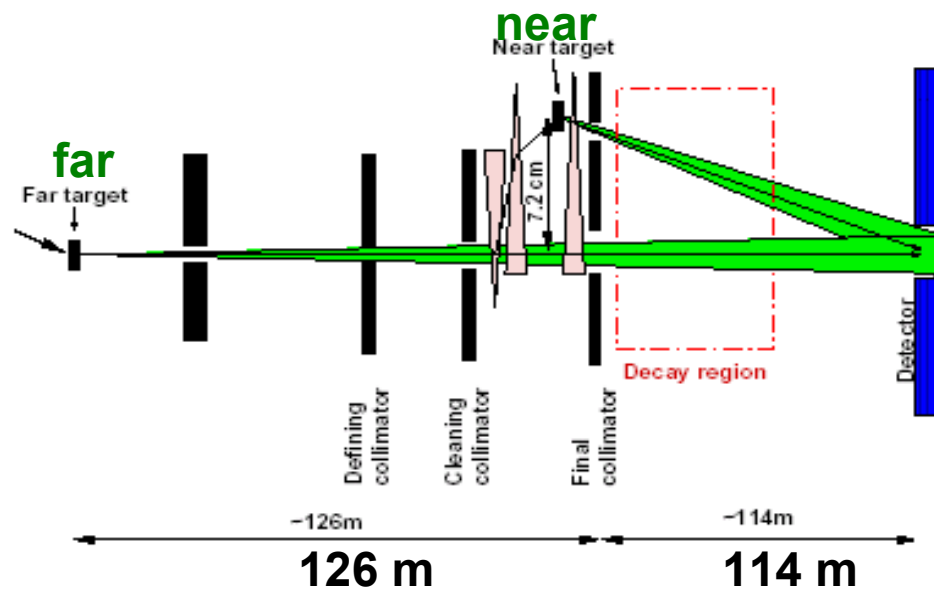 near
Near target
far
Far target
7.2 cm
Decay region
Detector
Defining
collimator
Cleaning
collimator
Final
collimator
~126m
~114m
126 m
114 m